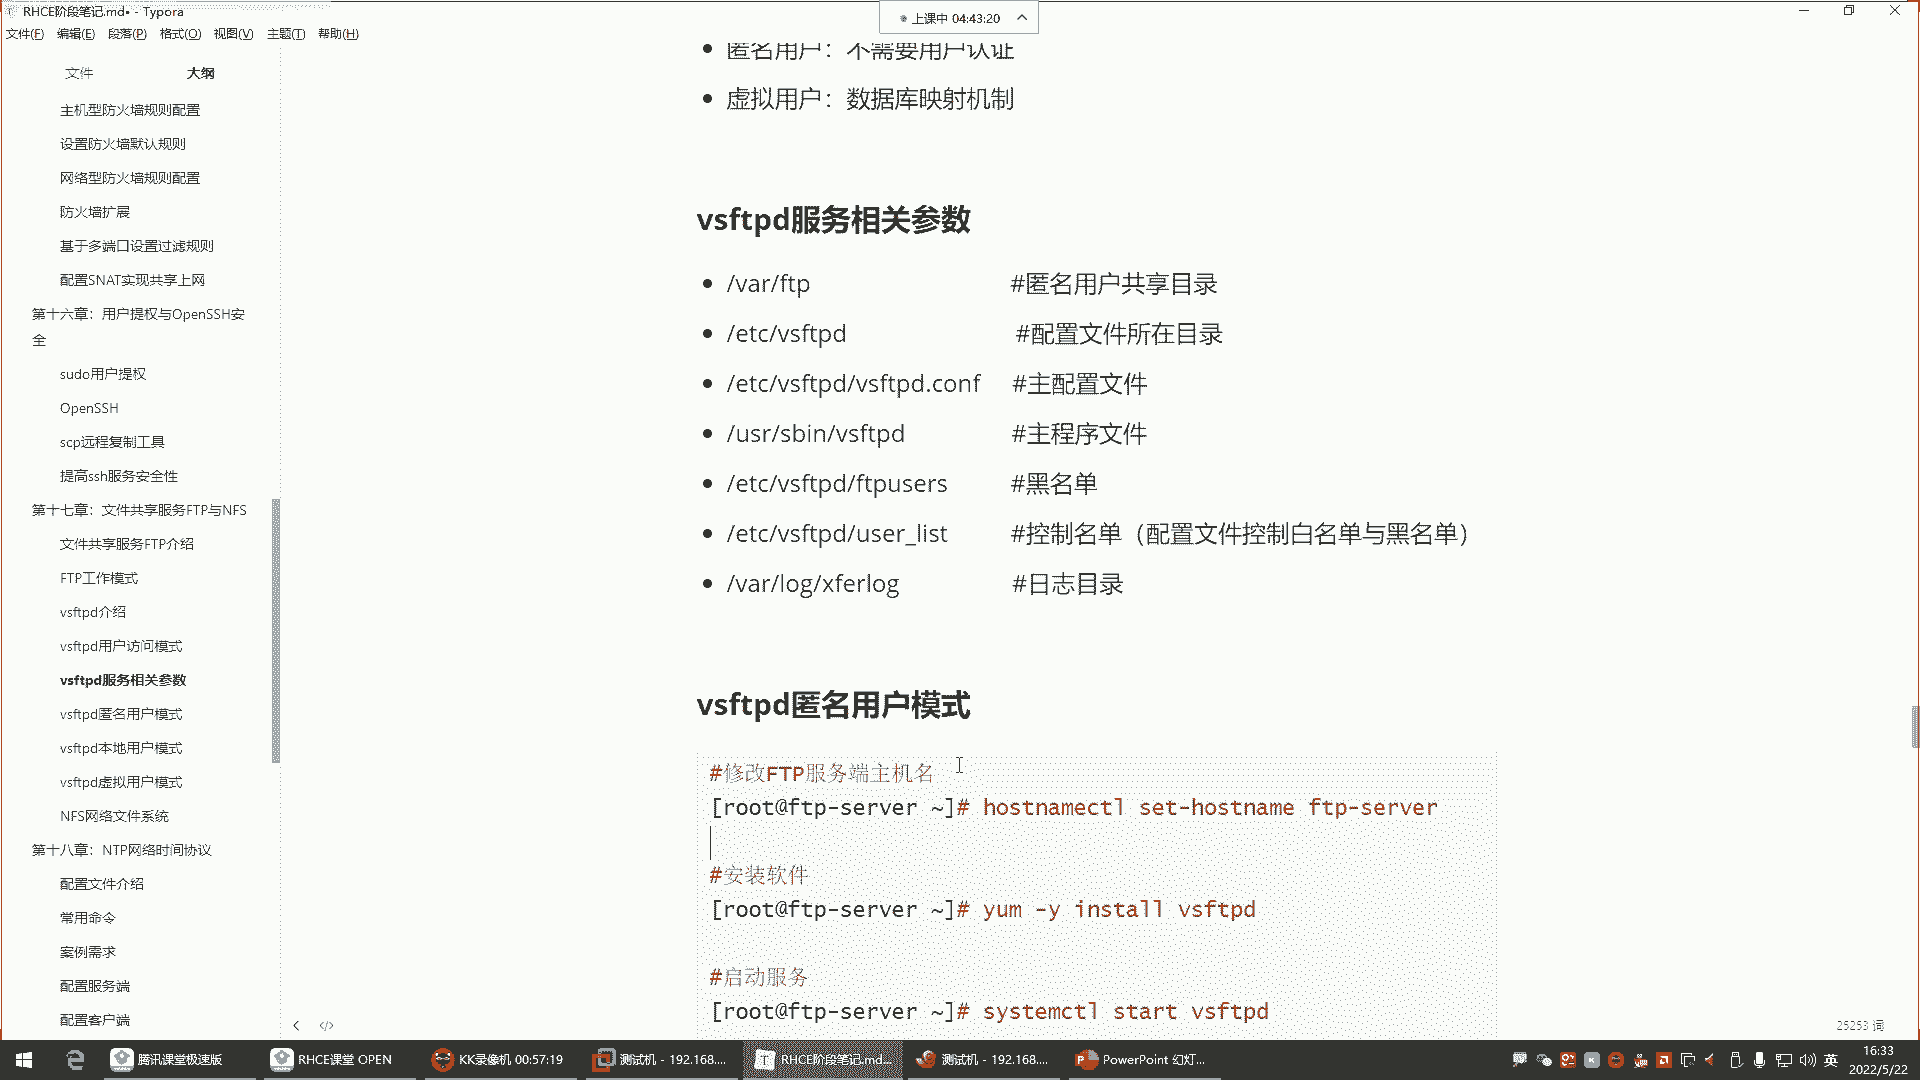 RHCE阶段笔记.md• - Typora
上课中 04:43:20
文件(F) 编辑(E) 段落(P) 格式(O) 视图(V) 主题(T) 帮助(H)
文件 大纲
主机型防火墙规则配置
设置防火墙默认规则
网络型防火墙规则配置
防火墙扩展
基于多端口设置过滤规则
配置SNAT实现共享上网
第十六章：用户提权与OpenSSH安
全
sudo用户提权
OpenSSH
scp远程复制工具
提高ssh服务安全性
第十七章：文件共享服务FTP与NFS
文件共享服务FTP介绍
FTP工作模式
vsftpd介绍
vsftpd用户访问模式
vsftpd服务相关参数
vsftpd匿名用户模式
vsftpd本地用户模式
vsftpd虚拟用户模式
NFS网络文件系统
第十八章：NTP网络时间协议
配置文件介绍
常用命令
案例需求
配置服务端
配置客户端
匿名用户：不需要用户认证
虚拟用户：数据库映射机制
vsftpd服务相关参数
/var/ftp #匿名用户共享目录
/etc/vsftpd #配置文件所在目录
/etc/vsftpd/vsftpd.conf #主配置文件
/usr/sbin/vsftpd #主程序文件
/etc/vsftpd/ftpusers #黑名单
/etc/vsftpd/user_list #控制名单（配置文件控制白名单与黑名单）
/var/log/xferlog #日志目录
vsftpd匿名用户模式
#修改FTP服务端主机名
[root@ftp-server ~]# hostnamectl set-hostname ftp-server
#安装软件
[root@ftp-server ~]# yum -y install vsftpd
#启动服务
[root@ftp-server ~]# systemctl start vsftpd
25253 词
腾讯课堂极速版
RHCE课堂 OPEN
KK录像机 00:57:19
测试机 - 192.168....
RHCE阶段笔记.md...
测试机 - 192.168....
PowerPoint 幻灯...
英
16:33
2022/5/22